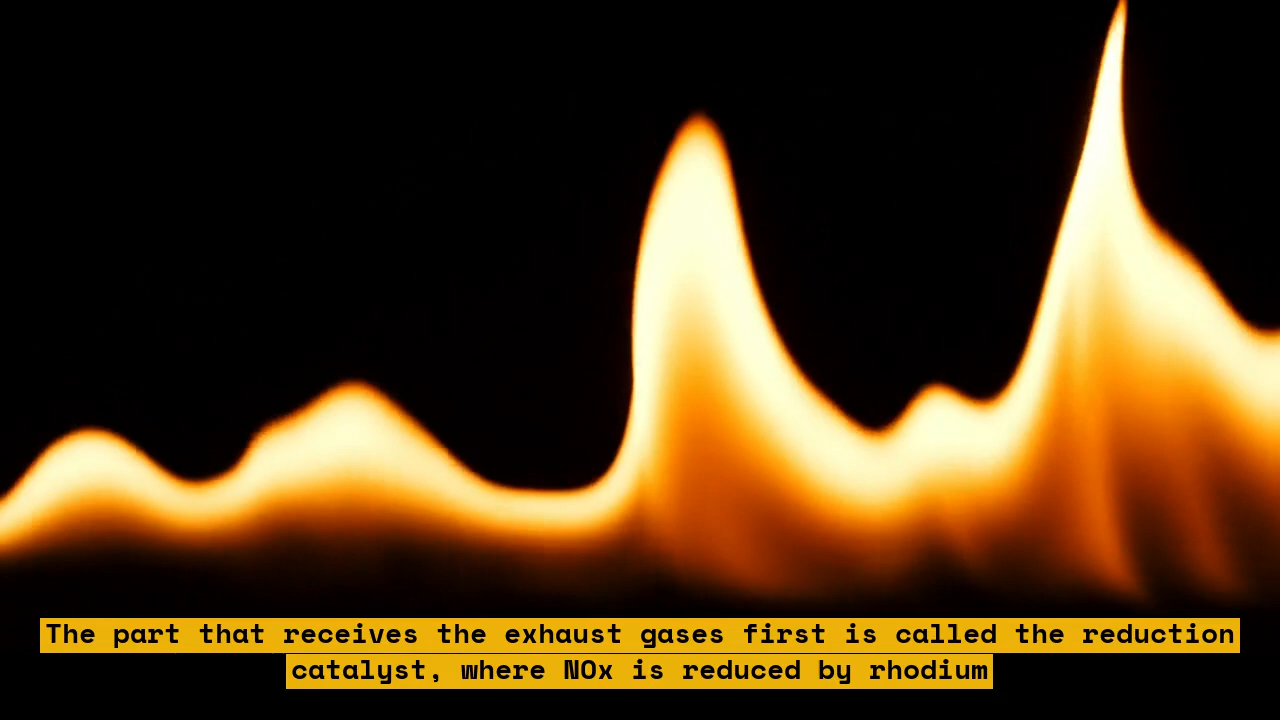 The part that receives the exhaust gases first is called the reduction
catalyst, where NOx is reduced by rhodium